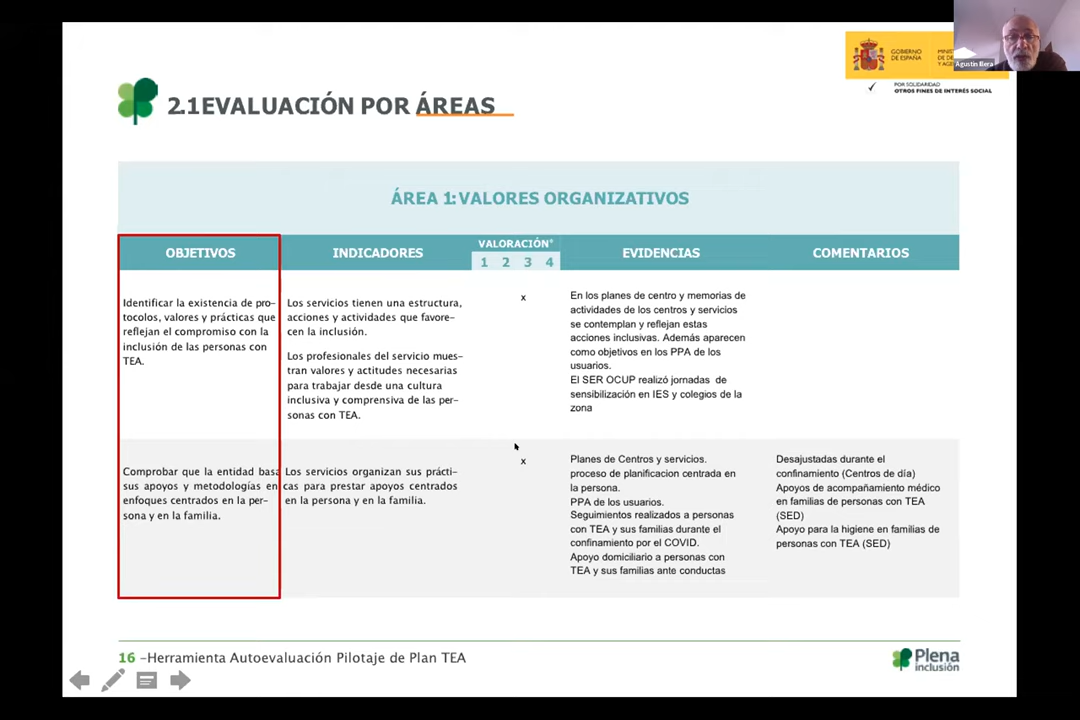 GOBIERNO
DE ESPAÑA
Agustín Illera
POR SOLIDARIDAD
OTROS FINES DE INTERÉS SOCIAL
2.1EVALUACIÓN POR ÁREAS
ÁREA 1: VALORES ORGANIZATIVOS
OBJETIVOS
INDICADORES
VALORACIÓN*
1 2 3 4
EVIDENCIAS
COMENTARIOS
Identificar la existencia de pro-
tocolos, valores y prácticas que
reflejan el compromiso con la
inclusión de las personas con
TEA.
Los servicios tienen una estructura,
acciones y actividades que favore-
cen la inclusión.
Los profesionales del servicio mues-
tran valores y actitudes necesarias
para trabajar desde una cultura
inclusiva y comprensiva de las per-
sonas con TEA.
x
En los planes de centro y memorias de
actividades de los centros y servicios
se contemplan y reflejan estas
acciones inclusivas. Además aparecen
como objetivos en los PPA de los
usuarios.
El SER OCUP realizó jornadas de
sensibilización en IES y colegios de la
zona
Comprobar que la entidad basa
sus apoyos y metodologías en
enfoques centrados en la per-
sona y en la familia.
Los servicios organizan sus prácti-
cas para prestar apoyos centrados
en la persona y en la familia.
x
Planes de Centros y servicios.
proceso de planificacion centrada en
la persona.
PPA de los usuarios.
Seguimientos realizados a personas
con TEA y sus familias durante el
confinamiento por el COVID.
Apoyo domiciliario a personas con
TEA y sus familias ante conductas
Desajustadas durante el
confinamiento (Centros de día)
Apoyos de acompañamiento médico
en familias de personas con TEA
(SED)
Apoyo para la higiene en familias de
personas con TEA (SED)
16 –Herramienta Autoevaluación Pilotaje de Plan TEA
Plena
inclusión